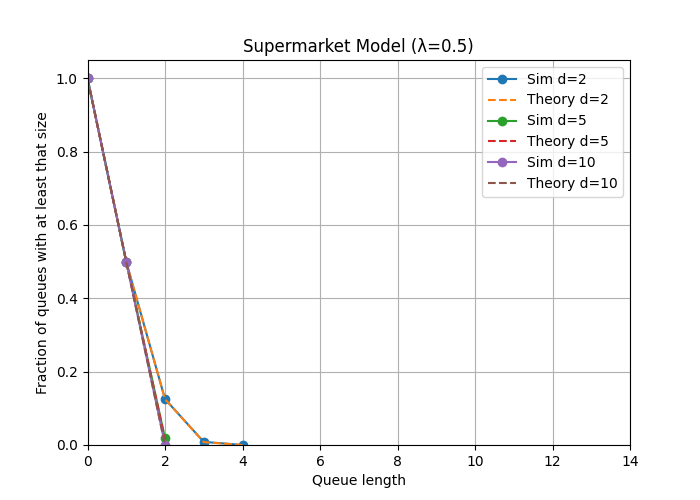 Supermarket Model (λ=0.5)
Sim d=2
Theory d=2
Sim d=5
Theory d=5
Sim d=10
Theory d=10
Fraction of queues with at least that size
1.0
0.8
0.6
0.4
0.2
0.0
0 2 4 6 8 10 12 14
Queue length